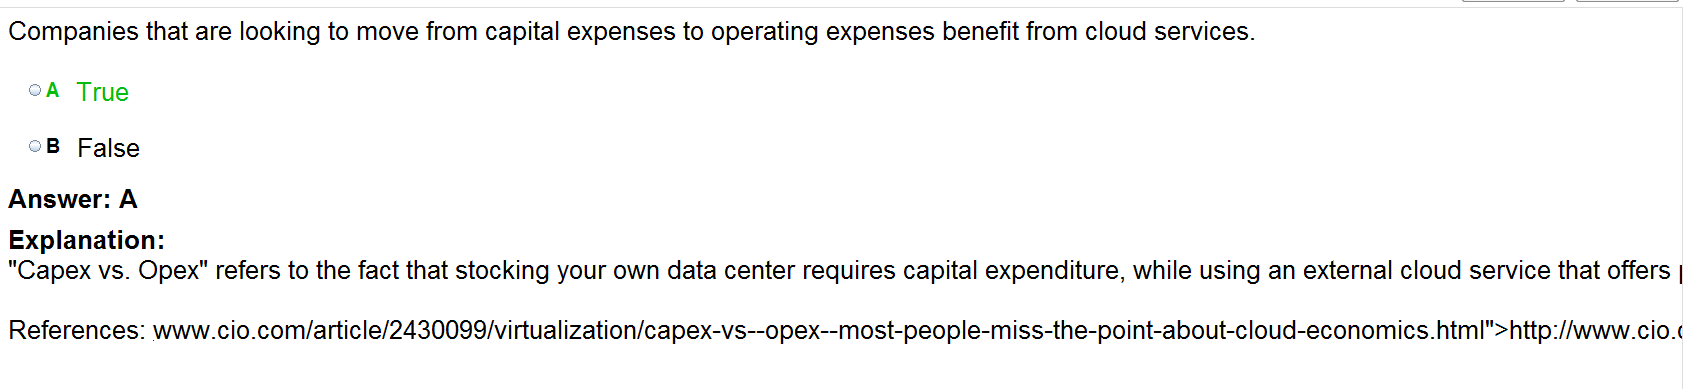 Companies that are looking to move from capital expenses to operating expenses benefit from cloud services.
A True
B False
Answer: A
Explanation:
"Capex vs. Opex" refers to the fact that stocking your own data center requires capital expenditure, while using an external cloud service that offers
References: www.cio.com/article/2430099/virtualization/capex-vs--opex--most-people-miss-the-point-about-cloud-economics.html">http://www.cio.